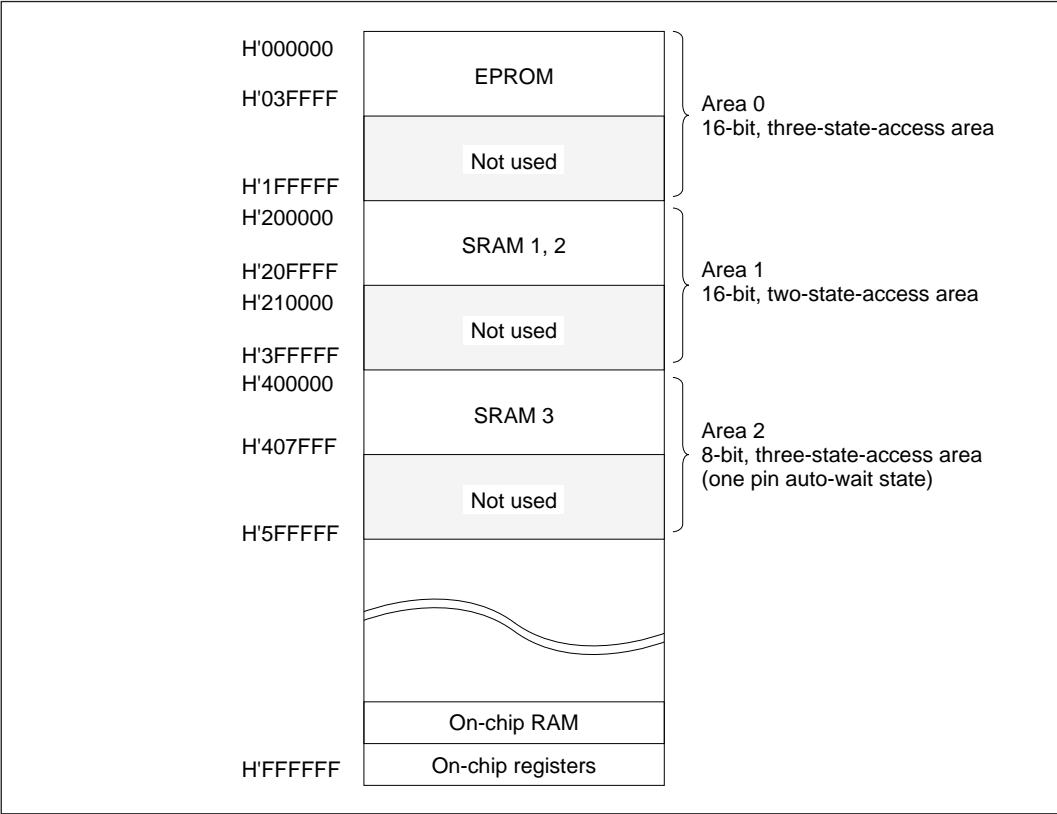 H'000000
EPROM
H'03FFFF
Area 0
16-bit, three-state-access area
Not used
H'1FFFFF
H'200000
SRAM 1, 2
H'20FFFF
Area 1
16-bit, two-state-access area
H'210000
Not used
H'3FFFFF
H'400000
SRAM 3
H'407FFF
Area 2
8-bit, three-state-access area
(one pin auto-wait state)
Not used
H'5FFFFF
On-chip RAM
H'FFFFFF
On-chip registers